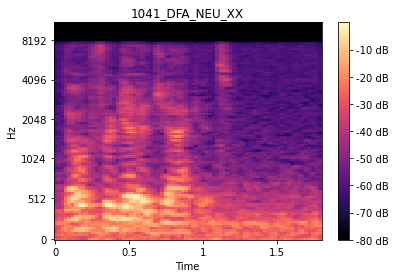 1041_DFA_NEU_XX
8192
4096
2048
1024
512
0
Hz
0
0.5
1
1.5
Time
-10 dB
-20 dB
-30 dB
-40 dB
-50 dB
-60 dB
-70 dB
-80 dB